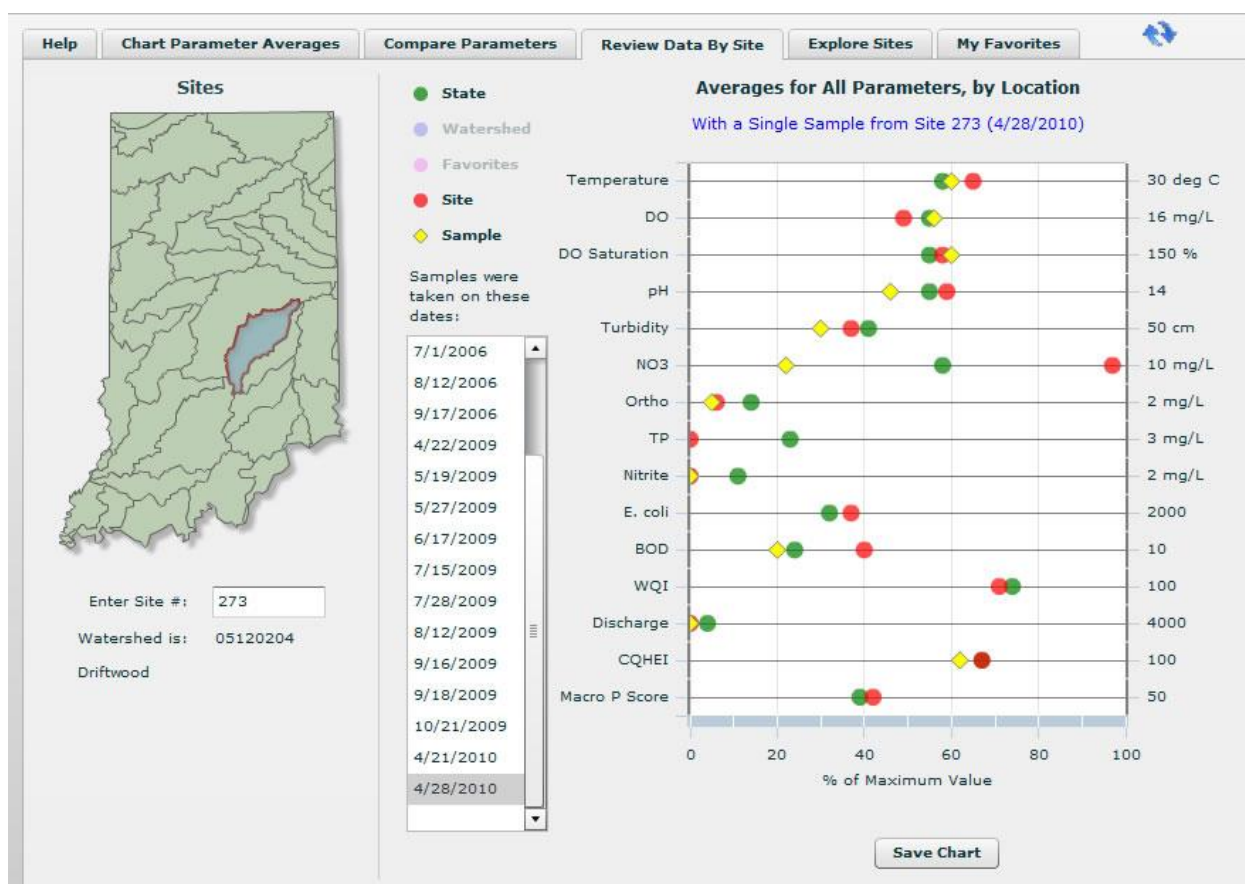 Help
Chart Parameter Averages
Compare Parameters
Review Data By Site
Explore Sites
My Favorites
Sites
Enter Site #: 273
Watershed is: 05120204
Driftwood
State
Watershed
Favorites
Site
Sample
Samples were
taken on these
dates:
7/1/2006
8/12/2006
9/17/2006
4/22/2009
5/19/2009
5/27/2009
6/17/2009
7/15/2009
7/28/2009
8/12/2009
9/16/2009
9/18/2009
10/21/2009
4/21/2010
4/28/2010
Averages for All Parameters, by Location
With a Single Sample from Site 273 (4/28/2010)
Temperature 30 deg C
DO 16 mg/L
DO Saturation 150 %
pH 14
Turbidity 50 cm
NO3 10 mg/L
Ortho 2 mg/L
TP 3 mg/L
Nitrite 2 mg/L
E. coli 2000
BOD 10
WQI 100
Discharge 4000
CQHEI 100
Macro P Score 50
0 20 40 60 80 100
% of Maximum Value
Save Chart